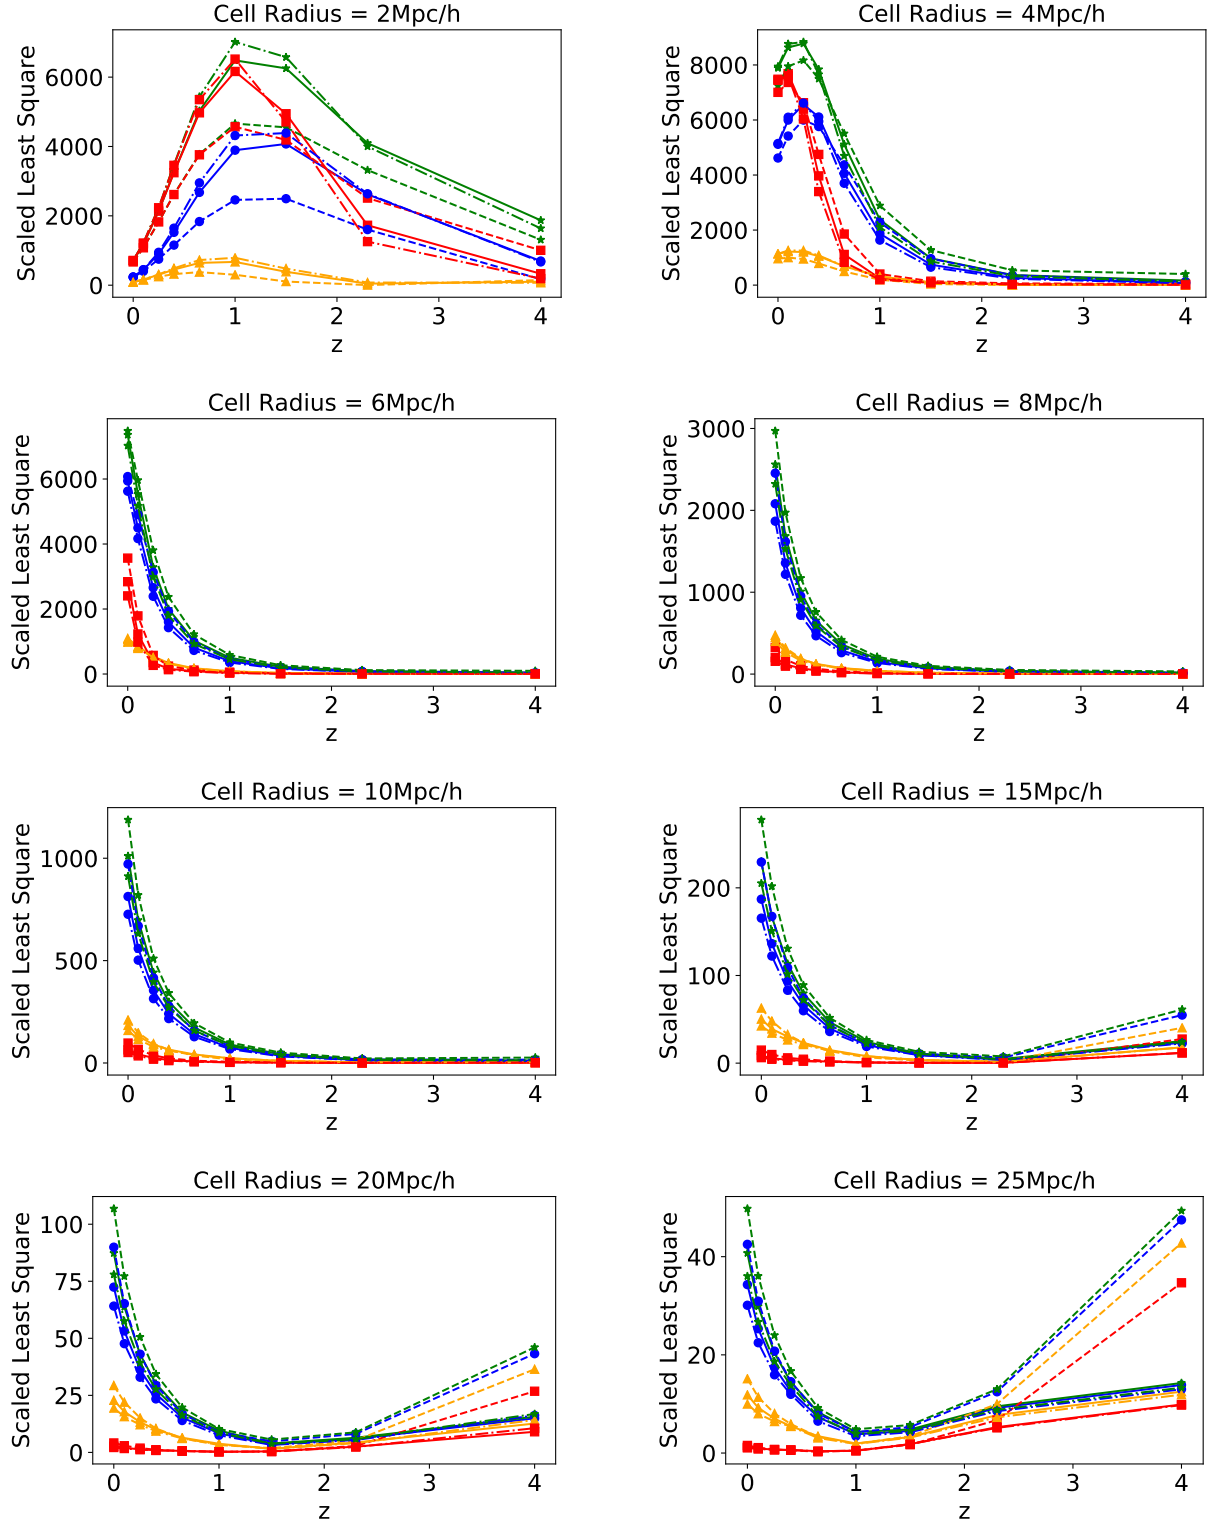 Cell Radius = 2Mpc/h
Scaled Least Square
6000
4000
2000
0
0 1 2 3 4
z
Cell Radius = 4Mpc/h
Scaled Least Square
8000
6000
4000
2000
0
0 1 2 3 4
z
Cell Radius = 6Mpc/h
Scaled Least Square
6000
4000
2000
0
0 1 2 3 4
z
Cell Radius = 8Mpc/h
Scaled Least Square
3000
2000
1000
0
0 1 2 3 4
z
Cell Radius = 10Mpc/h
Scaled Least Square
1000
500
0
0 1 2 3 4
z
Cell Radius = 15Mpc/h
Scaled Least Square
200
100
0
0 1 2 3 4
z
Cell Radius = 20Mpc/h
Scaled Least Square
100
75
50
25
0
0 1 2 3 4
z
Cell Radius = 25Mpc/h
Scaled Least Square
40
20
0
0 1 2 3 4
z